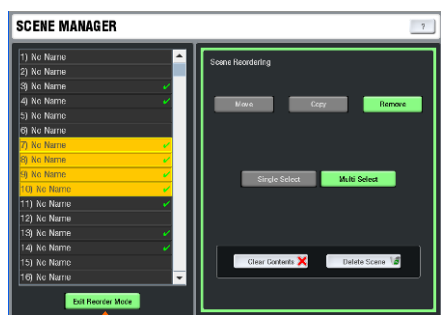 SCENE MANAGER
?
1) No Name
2) No Name
3) No Name
4) No Name
5) No Name
6) No Name
7) No Name
8) No Name
9) No Name
10) No Name
11) No Name
12) No Name
13) No Name
14) No Name
15) No Name
16) No Name
Exit Reorder Mode
Scene Reordering
Move Copy Remove
Single Select Multi Select
Clear Contents Delete Scene